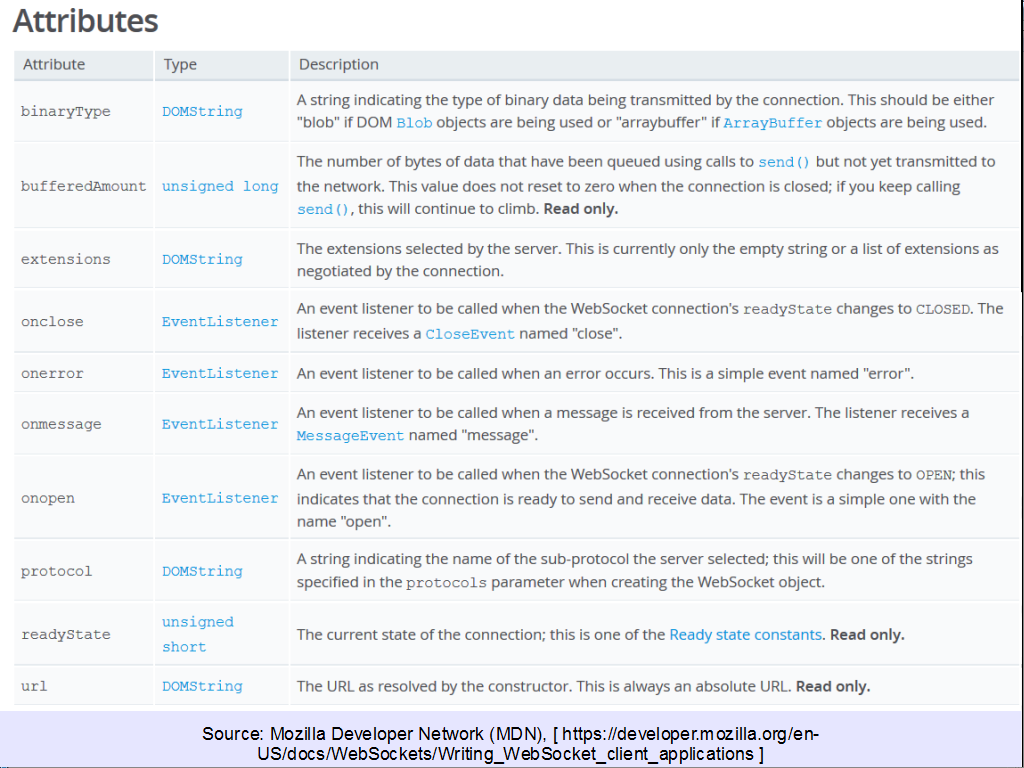 Attributes
Attribute Type Description
binaryType DOMString A string indicating the type of binary data being transmitted by the connection. This should be either
"blob" if DOM Blob objects are being used or "arraybuffer" if ArrayBuffer objects are being used.
bufferedAmount unsigned long The number of bytes of data that have been queued using calls to send() but not yet transmitted to
the network. This value does not reset to zero when the connection is closed; if you keep calling
send(), this will continue to climb. Read only.
extensions DOMString The extensions selected by the server. This is currently only the empty string or a list of extensions as
negotiated by the connection.
onclose EventListener An event listener to be called when the WebSocket connection's readyState changes to CLOSED. The
listener receives a CloseEvent named "close".
onerror EventListener An event listener to be called when an error occurs. This is a simple event named "error".
onmessage EventListener An event listener to be called when a message is received from the server. The listener receives a
MessageEvent named "message".
onopen EventListener An event listener to be called when the WebSocket connection's readyState changes to OPEN; this
indicates that the connection is ready to send and receive data. The event is a simple one with the
name "open".
protocol DOMString A string indicating the name of the sub-protocol the server selected; this will be one of the strings
specified in the protocols parameter when creating the WebSocket object.
readyState unsigned
short The current state of the connection; this is one of the Ready state constants. Read only.
url DOMString The URL as resolved by the constructor. This is always an absolute URL. Read only.
Source: Mozilla Developer Network (MDN), [ https://developer.mozilla.org/en-
US/docs/WebSockets/Writing_WebSocket_client_applications ]